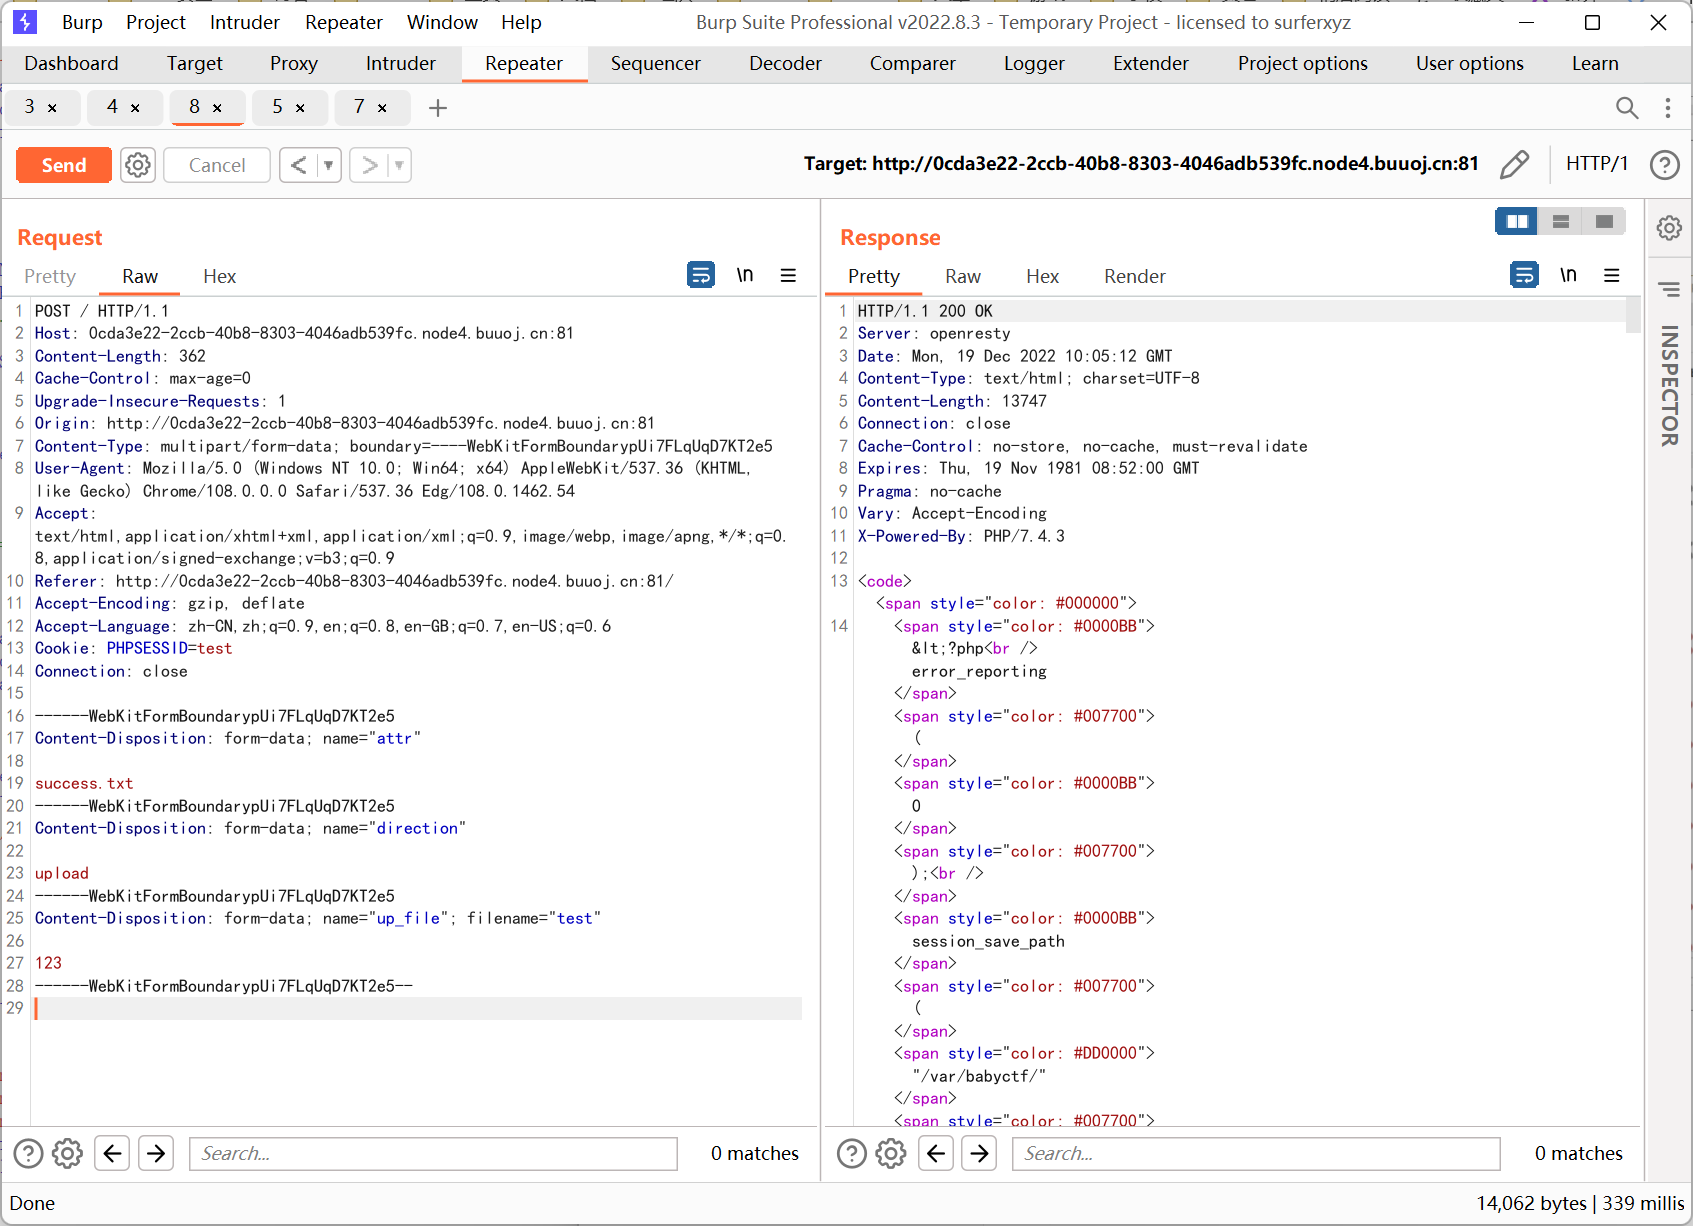 Burp Project Intruder Repeater Window Help Burp Suite Professional v2022.8.3 - Temporary Project - licensed to surferxyz
Dashboard Target Proxy Intruder Repeater Sequencer Decoder Comparer Logger Extender Project options User options Learn
3 × 4 × 8 × 5 × 7 × +
Send Cancel < > Target: http://0cda3e22-2ccb-40b8-8303-4046adb539fc.node4.buuoj.cn:81 HTTP/1 ?
Request
Pretty Raw Hex \n
1 POST / HTTP/1.1
2 Host: 0cda3e22-2ccb-40b8-8303-4046adb539fc.node4.buuoj.cn:81
3 Content-Length: 362
4 Cache-Control: max-age=0
5 Upgrade-Insecure-Requests: 1
6 Origin: http://0cda3e22-2ccb-40b8-8303-4046adb539fc.node4.buuoj.cn:81
7 Content-Type: multipart/form-data; boundary=----WebKitFormBoundarypUi7FLqUqD7KT2e5
8 User-Agent: Mozilla/5.0 (Windows NT 10.0; Win64; x64) AppleWebKit/537.36 (KHTML,
like Gecko) Chrome/108.0.0.0 Safari/537.36 Edg/108.0.1462.54
9 Accept:
text/html,application/xhtml+xml,application/xml;q=0.9,image/webp,image/apng,*/*;q=0.
8,application/signed-exchange;v=b3;q=0.9
10 Referer: http://0cda3e22-2ccb-40b8-8303-4046adb539fc.node4.buuoj.cn:81/
11 Accept-Encoding: gzip, deflate
12 Accept-Language: zh-CN,zh;q=0.9,en;q=0.8,en-GB;q=0.7,en-US;q=0.6
13 Cookie: PHPSESSID=test
14 Connection: close
15
16 ------WebKitFormBoundarypUi7FLqUqD7KT2e5
17 Content-Disposition: form-data; name="attr"
18
19 success.txt
20 ------WebKitFormBoundarypUi7FLqUqD7KT2e5
21 Content-Disposition: form-data; name="direction"
22
23 upload
24 ------WebKitFormBoundarypUi7FLqUqD7KT2e5
25 Content-Disposition: form-data; name="up_file"; filename="test"
26
27 123
28 ------WebKitFormBoundarypUi7FLqUqD7KT2e5--
29
? Search... 0 matches
Response
Pretty Raw Hex Render \n
1 HTTP/1.1 200 OK
2 Server: openresty
3 Date: Mon, 19 Dec 2022 10:05:12 GMT
4 Content-Type: text/html; charset=UTF-8
5 Content-Length: 13747
6 Connection: close
7 Cache-Control: no-store, no-cache, must-revalidate
8 Expires: Thu, 19 Nov 1981 08:52:00 GMT
9 Pragma: no-cache
10 Vary: Accept-Encoding
11 X-Powered-By: PHP/7.4.3
12
13 <code>
<span style="color: #000000">
14 <span style="color: #0000BB">
&lt;?php<br />
error_reporting
</span>
<span style="color: #007700">
(
</span>
<span style="color: #0000BB">
0
</span>
<span style="color: #007700">
);<br />
</span>
<span style="color: #0000BB">
session_save_path
</span>
<span style="color: #007700">
(
</span>
<span style="color: #DD0000">
"/var/babyctf/"
</span>
<span style="color: #007700">
? Search... 0 matches
INSPECTOR
Done 14,062 bytes | 339 millis